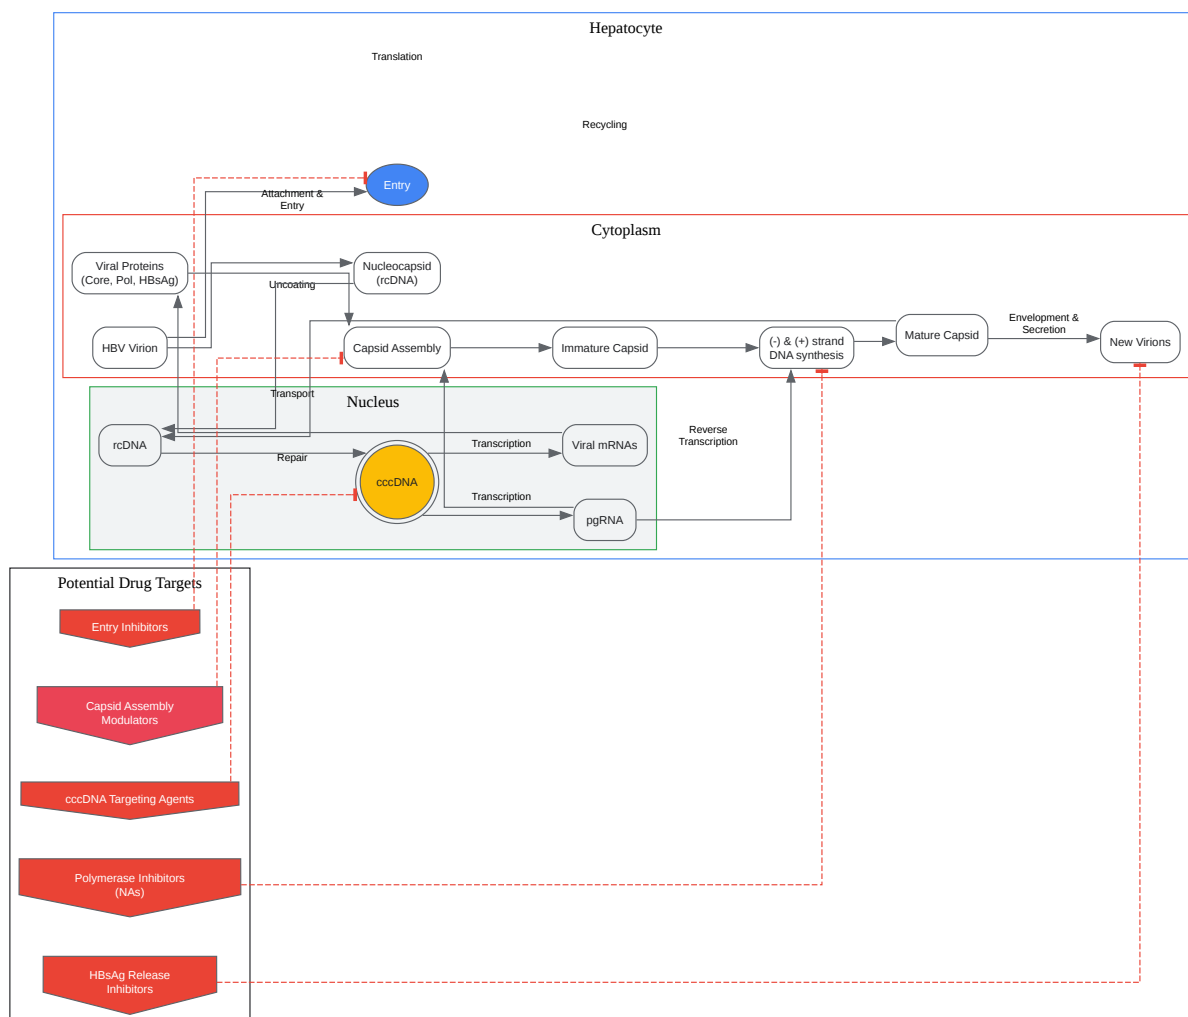 Hepatocyte
Translation
Recycling
Entry
Attachment &
Entry
Cytoplasm
Viral Proteins
(Core, Pol, HBsAg)
Nucleocapsid
(rcDNA)
Uncoating
HBV Virion
Capsid Assembly
Immature Capsid
(-) & (+) strand
DNA synthesis
Mature Capsid
Envelopment &
Secretion
New Virions
Transport
Nucleus
rcDNA
Repair
cccDNA
Transcription
Viral mRNAs
Reverse
Transcription
Transcription
pgRNA
Potential Drug Targets
Entry Inhibitors
Capsid Assembly
Modulators
cccDNA Targeting Agents
Polymerase Inhibitors
(NAs)
HBsAg Release
Inhibitors